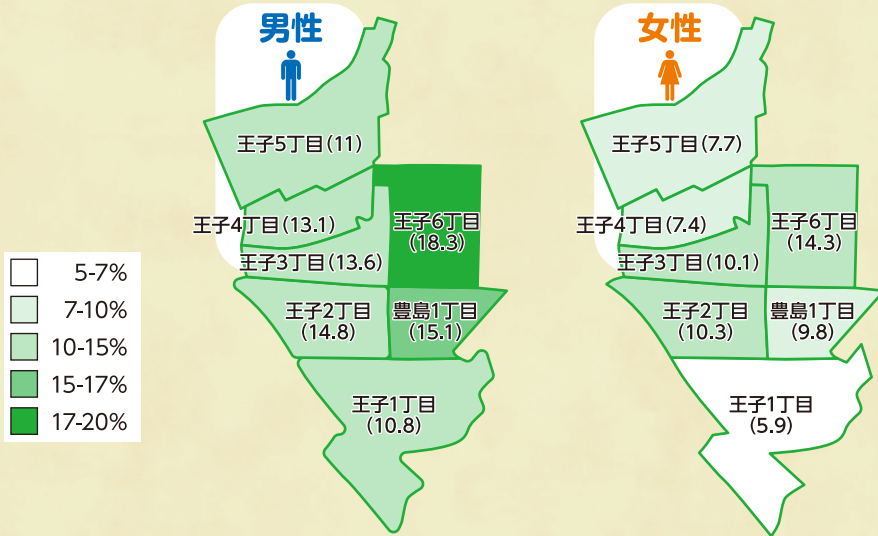 男性
王子5丁目(11)
王子4丁目(13.1)
王子6丁目
(18.3)
王子3丁目(13.6)
王子2丁目
(14.8)
豊島1丁目
(15.1)
王子1丁目
(10.8)
女性
王子5丁目(7.7)
王子4丁目(7.4)
王子6丁目
(14.3)
王子3丁目(10.1)
王子2丁目
(10.3)
豊島1丁目
(9.8)
王子1丁目
(5.9)
5-7%
7-10%
10-15%
15-17%
17-20%